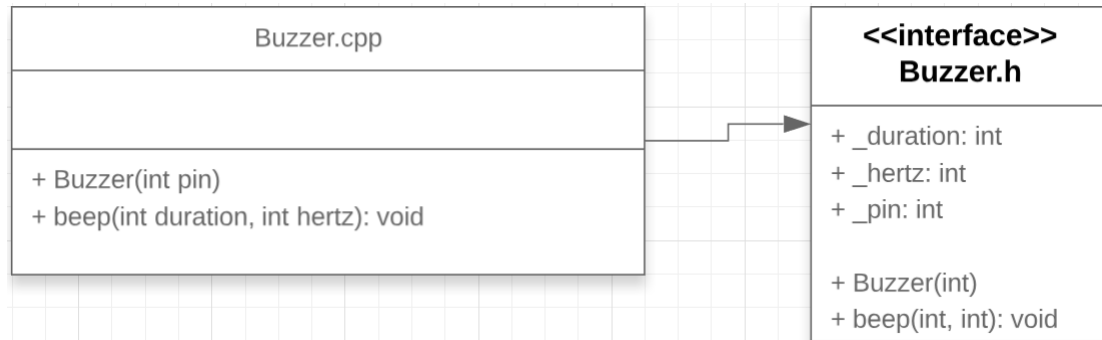 Buzzer.cpp
+ Buzzer(int pin)
+ beep(int duration, int hertz): void
<<interface>>
Buzzer.h
+ _duration: int
+ _hertz: int
+ _pin: int
+ Buzzer(int)
+ beep(int, int): void